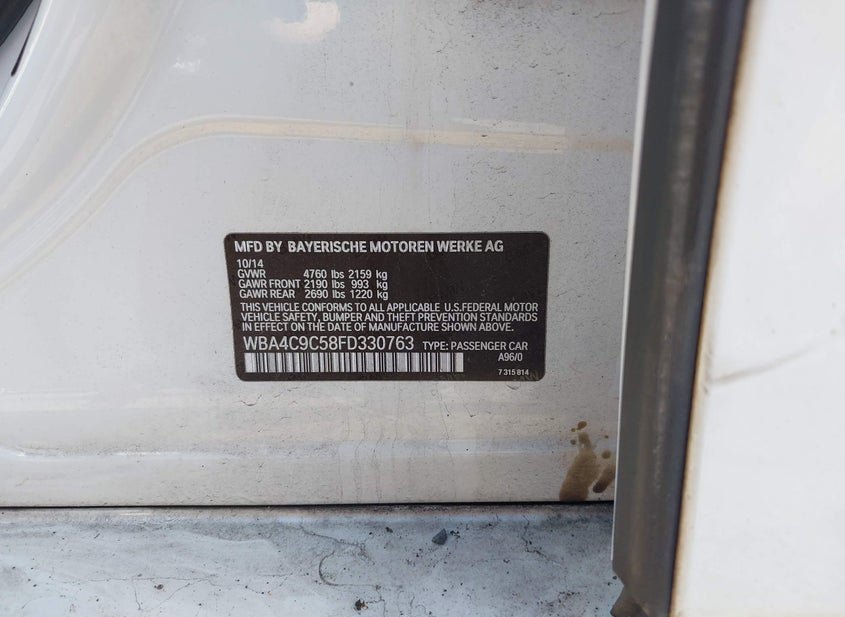 MFD BY BAYERISCHE MOTOREN WERKE AG
10/14
GVWR 4760 lbs 2159 kg
GAWR FRONT 2190 lbs 993 kg
GAWR REAR 2690 lbs 1220 kg
THIS VEHICLE CONFORMS TO ALL APPLICABLE U.S.FEDERAL MOTOR
VEHICLE SAFETY, BUMPER AND THEFT PREVENTION STANDARDS
IN EFFECT ON THE DATE OF MANUFACTURE SHOWN ABOVE.
WBA4C9C58FD330763 TYPE: PASSENGER CAR
A96/0
7 315 814